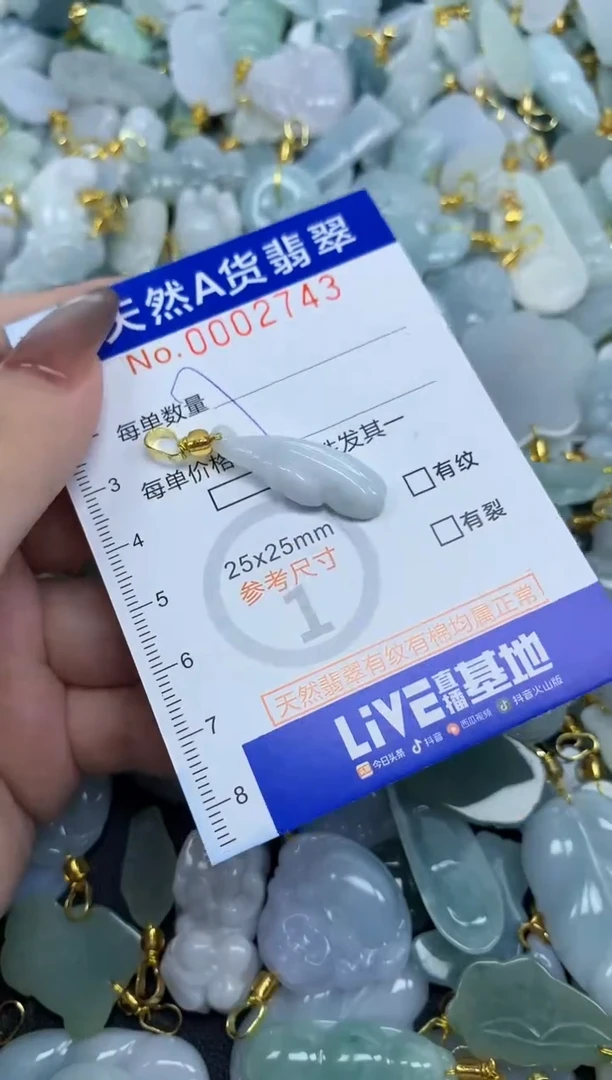 天然A货翡翠
No.0002743
每单数量
每单价格
发其一
有纹
有裂
3
4
5
6
7
8
25x25mm
参考尺寸
1
天然翡翠有纹有棉均属正常
LiVE直播基地
今日头条 抖音 西瓜视频 抖音火山版